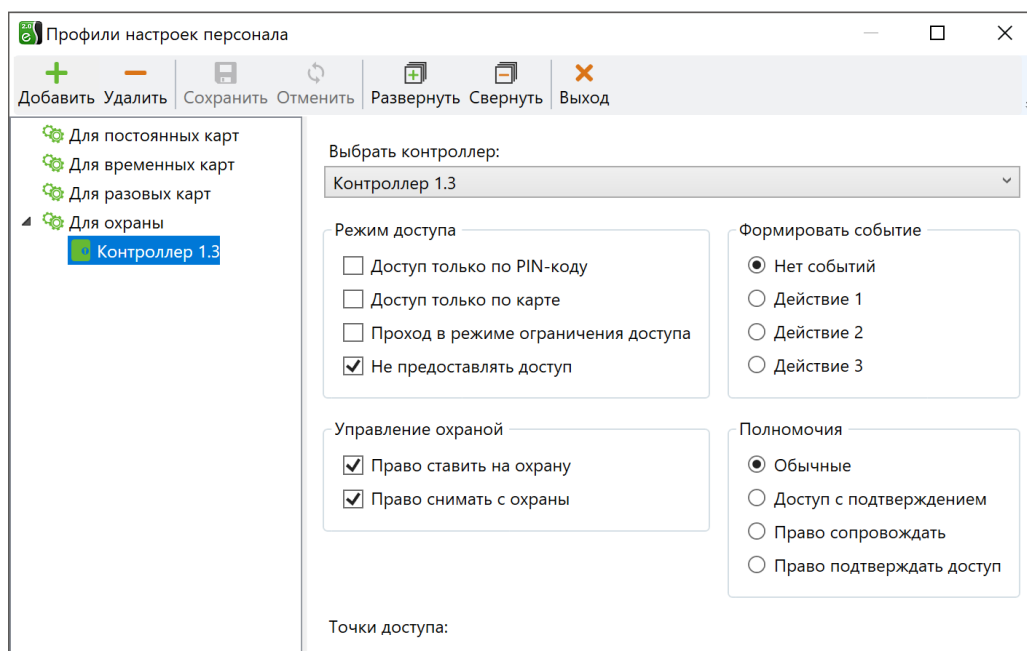 2.0
e
Профили настроек персонала
Добавить Удалить Сохранить Отменить Развернуть Свернуть Выход
Для постоянных карт
Для временных карт
Для разовых карт
Для охраны
Контроллер 1.3
Выбрать контроллер:
Контроллер 1.3
Режим доступа
Доступ только по PIN-коду
Доступ только по карте
Проход в режиме ограничения доступа
Не предоставлять доступ
Формировать событие
Нет событий
Действие 1
Действие 2
Действие 3
Управление охраной
Право ставить на охрану
Право снимать с охраны
Полномочия
Обычные
Доступ с подтверждением
Право сопровождать
Право подтверждать доступ
Точки доступа: